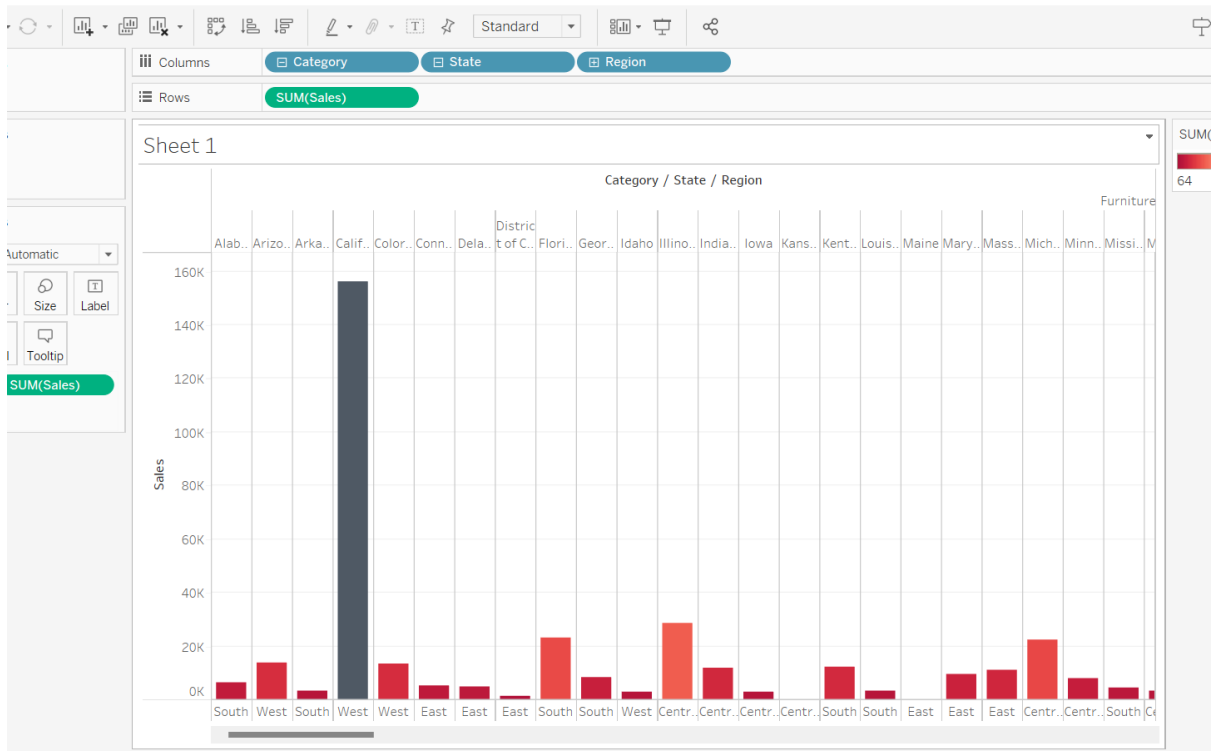 Standard
Columns
Category
State
Region
Rows
SUM(Sales)
Sheet 1
SUM(
64
Category / State / Region
Furniture
Automatic
Size
Label
Tooltip
SUM(Sales)
Alab.. Arizo.. Arka.. Calif.. Color.. Conn.. Dela.. Distric
t of C.. Flori.. Geor.. Idaho Illino.. India.. Iowa Kans.. Kent.. Louis.. Maine Mary.. Mass.. Mich.. Minn.. Missi.. M
160K
140K
120K
100K
80K
60K
40K
20K
0K
Sales
South West South West West East East East South South West Centr.. Centr.. Centr.. Centr.. South South East East East Centr.. Centr.. South Ce